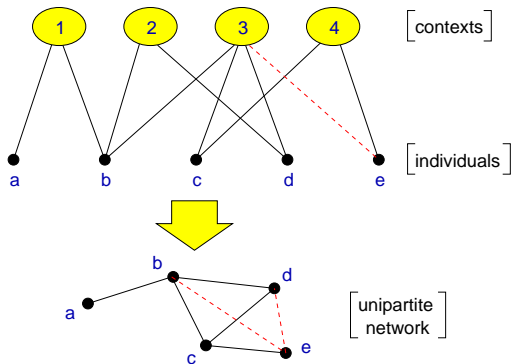 1 2 3 4 [contexts]
a b c d e [individuals]
b d
a
c e
[unipartite
network]